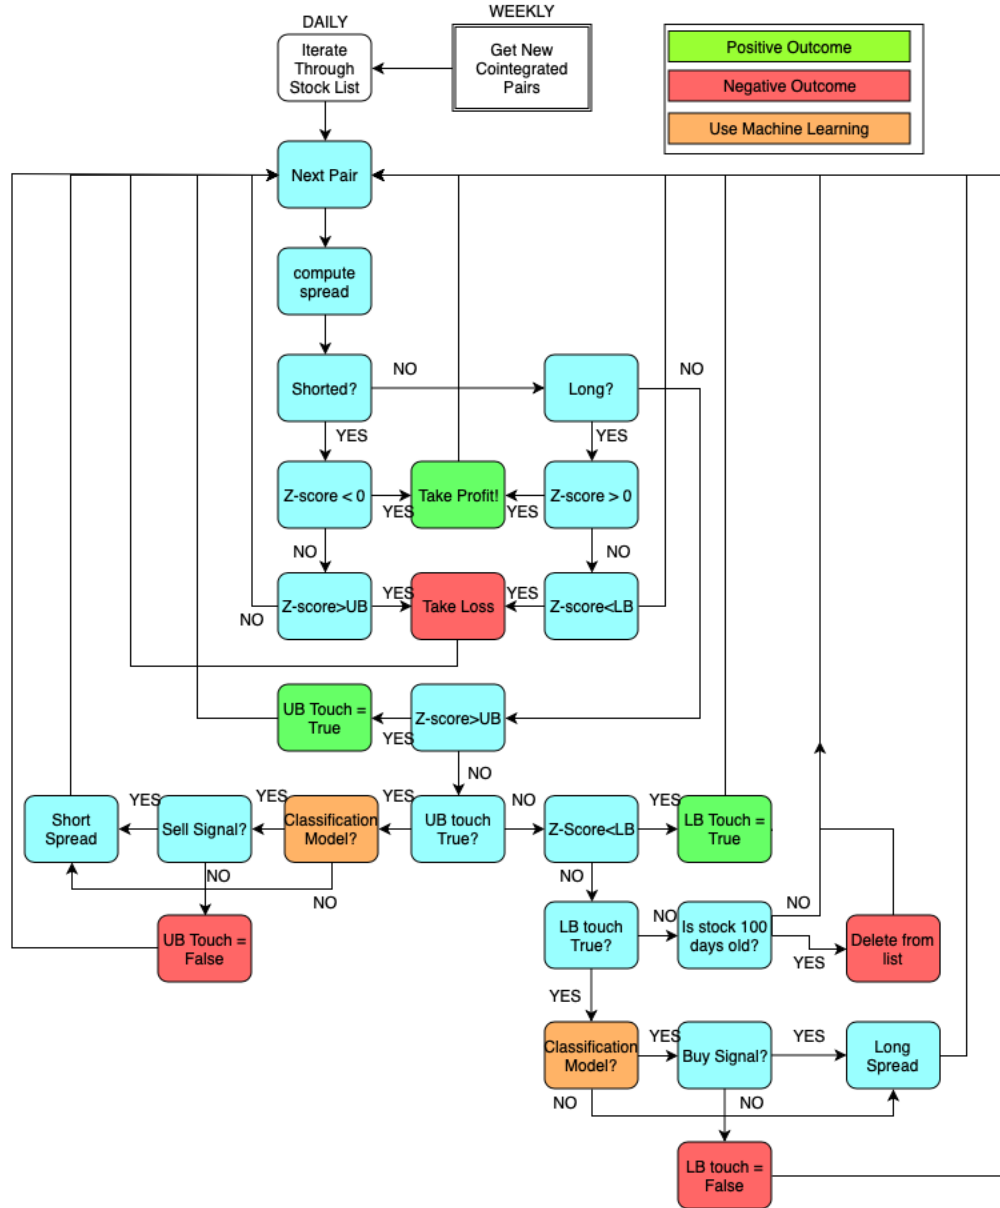 DAILY
WEEKLY
Iterate
Through
Stock List
Get New
Cointegrated
Pairs
Positive Outcome
Negative Outcome
Use Machine Learning
Next Pair
compute
spread
Shorted?
NO
Long?
NO
YES
YES
Z-score < 0
YES
Take Profit!
YES
Z-score > 0
NO
NO
Z-score>UB
NO
YES
Take Loss
YES
Z-score<LB
UB Touch =
True
YES
Z-score>UB
NO
Short
Spread
YES
Sell Signal?
YES
Classification
Model?
YES
UB touch
True?
NO
Z-Score<LB
YES
LB Touch =
True
NO
NO
NO
UB Touch =
False
LB touch
True?
NO
Is stock 100
days old?
NO
YES
Delete from
list
YES
Classification
Model?
YES
Buy Signal?
YES
Long
Spread
NO
NO
LB touch =
False